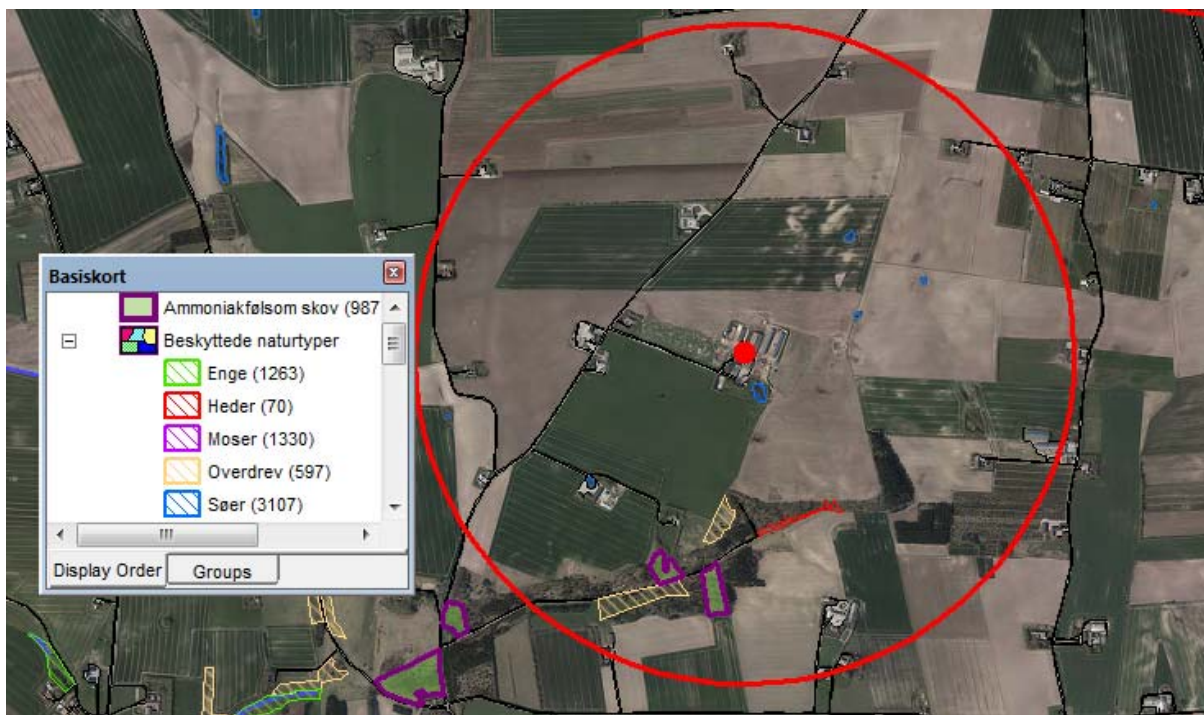 Basiskort
Ammoniakfølsom skov (987
Beskyttede naturtyper
Enge (1263)
Heder (70)
Moser (1330)
Overdrev (597)
Søer (3107)
Display Order Groups